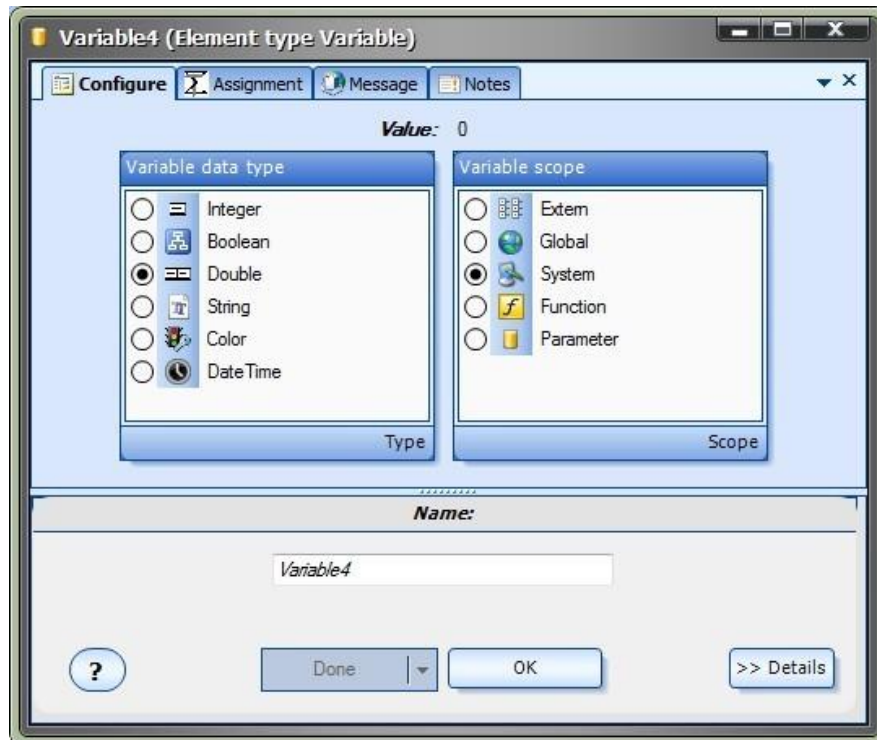 Variable4 (Element type Variable)
Configure Assignment Message Notes
Value: 0
Variable data type
Integer
Boolean
Double
String
Color
DateTime
Type
Variable scope
Extern
Global
System
Function
Parameter
Scope
Name:
Variable4
? Done OK >> Details